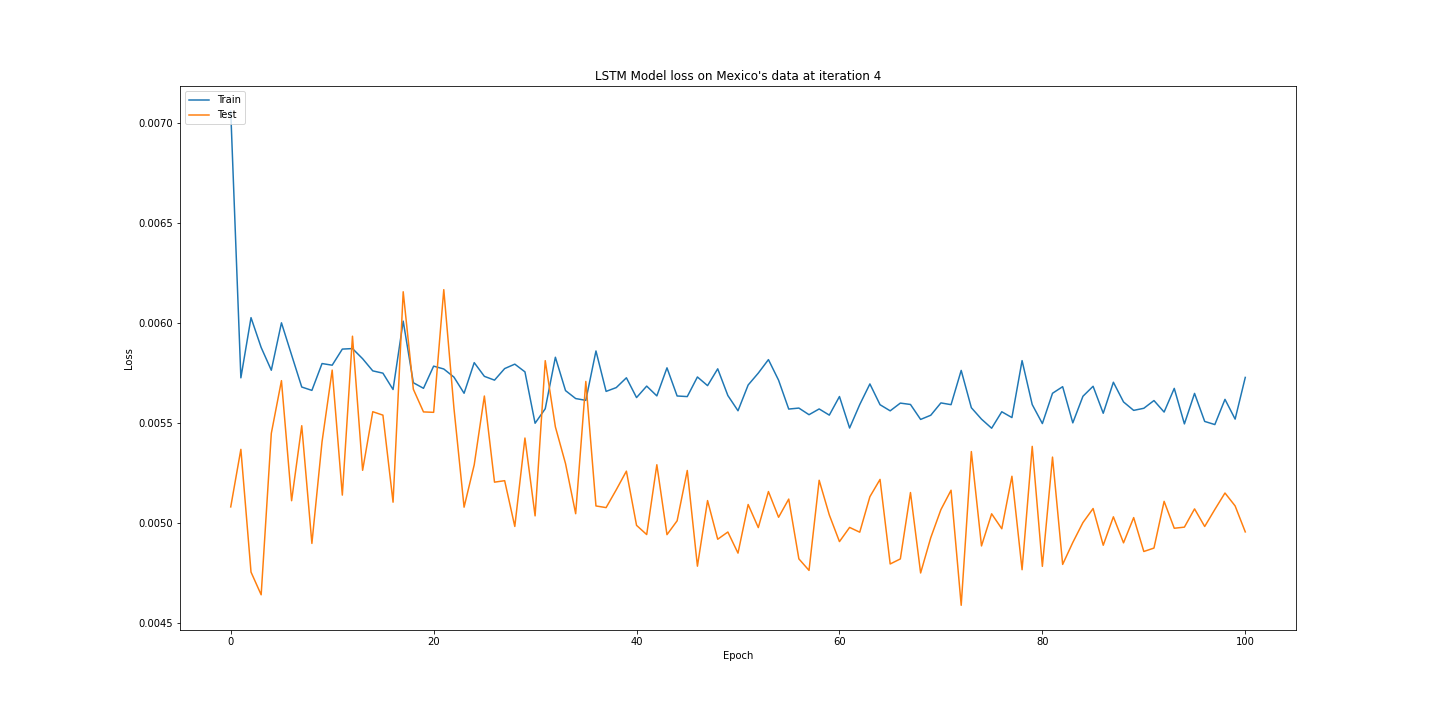 LSTM Model loss on Mexico's data at iteration 4
Train
Test
0.0070
0.0065
0.0060
0.0055
0.0050
0.0045
Loss
0 20 40 60 80 100
Epoch